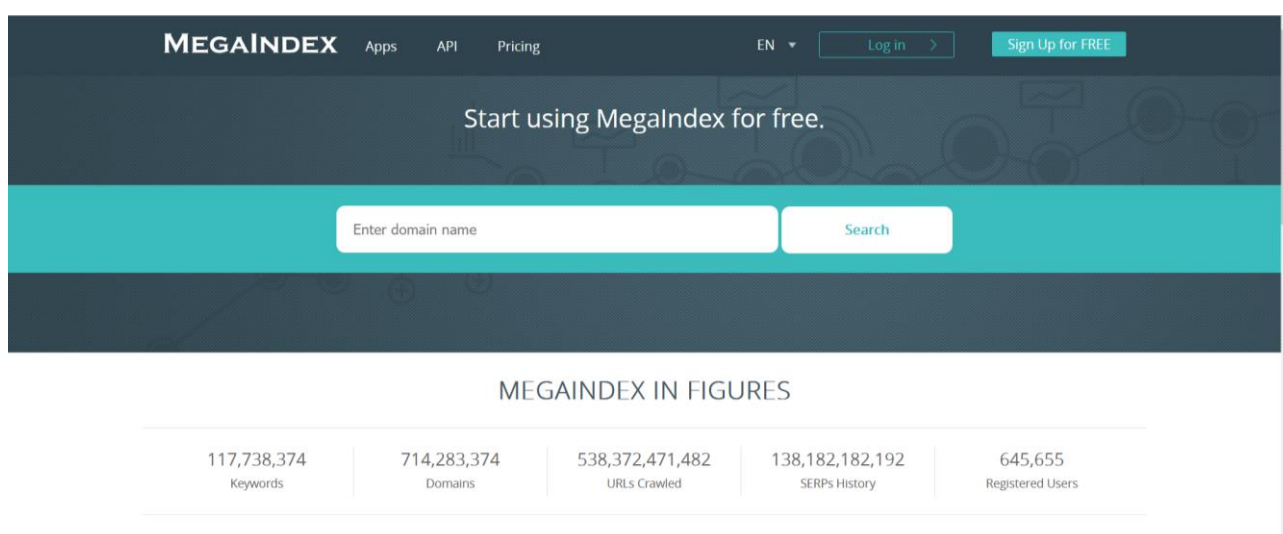 MEGAINDEX Apps API Pricing EN Log in Sign Up for FREE
Start using MegaIndex for free.
Enter domain name Search
MEGAINDEX IN FIGURES
117,738,374 714,283,374 538,372,471,482 138,182,182,192 645,655
Keywords Domains URLs Crawled SERPs History Registered Users